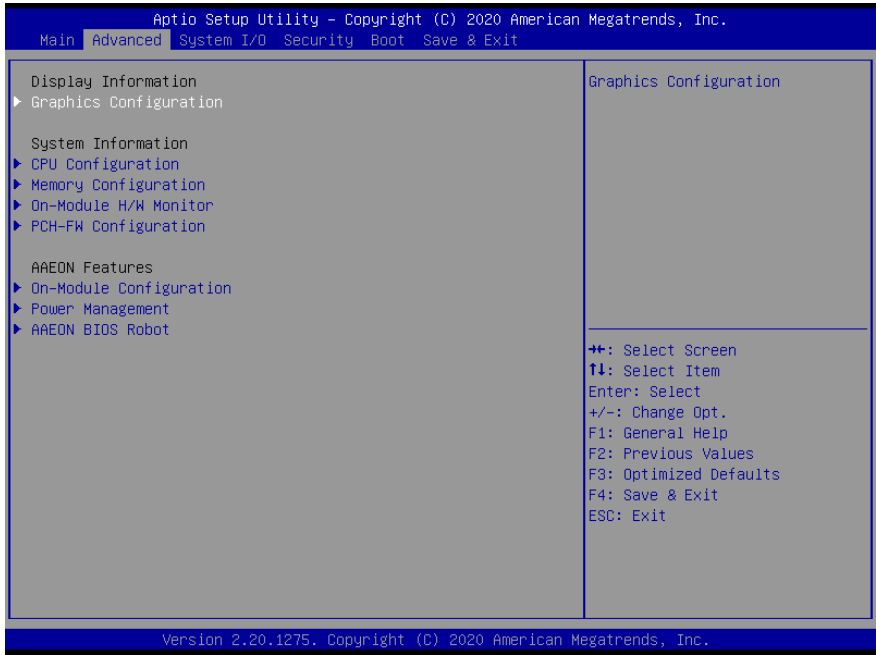 Aptio Setup Utility – Copyright (C) 2020 American Megatrends, Inc.
Main Advanced System I/O Security Boot Save & Exit
Display Information
Graphics Configuration
System Information
CPU Configuration
Memory Configuration
On-Module H/W Monitor
PCH-FW Configuration
AAEON Features
On-Module Configuration
Power Management
AAEON BIOS Robot
Graphics Configuration
→←: Select Screen
↑↓: Select Item
Enter: Select
+/-: Change Opt.
F1: General Help
F2: Previous Values
F3: Optimized Defaults
F4: Save & Exit
ESC: Exit
Version 2.20.1275. Copyright (C) 2020 American Megatrends, Inc.